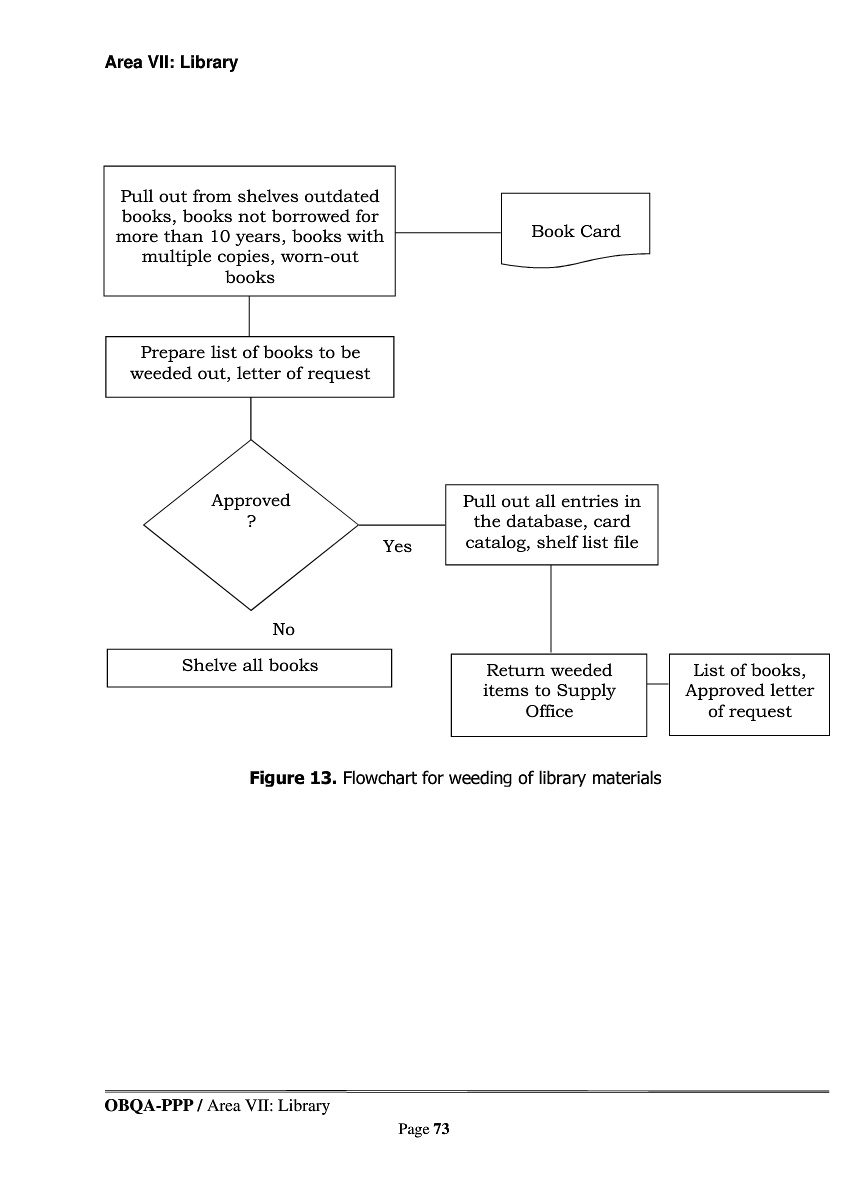 Area VII: Library
Pull out from shelves outdated
books, books not borrowed for
more than 10 years, books with
multiple copies, worn-out
books
Book Card
Prepare list of books to be
weeded out, letter of request
Approved
?
Yes
Pull out all entries in
the database, card
catalog, shelf list file
No
Shelve all books
Return weeded
items to Supply
Office
List of books,
Approved letter
of request
Figure 13. Flowchart for weeding of library materials
OBQA-PPP / Area VII: Library
Page 73